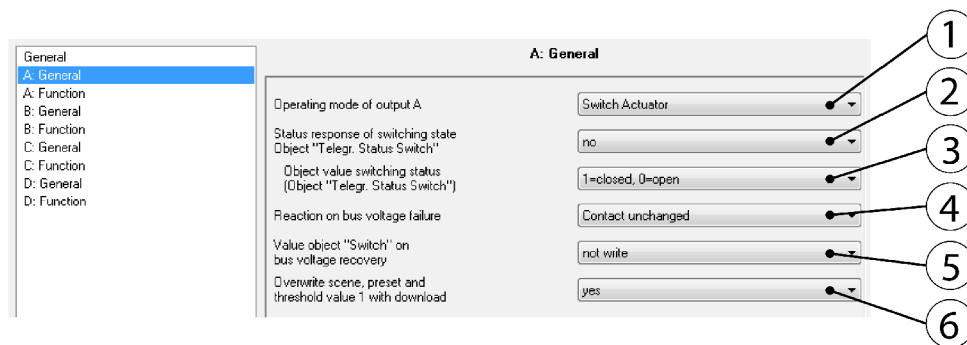 General
A: General
A: Function
B: General
B: Function
C: General
C: Function
D: General
D: Function
A: General
Operating mode of output A
Switch Actuator
1
Status response of switching state
Object "Telegr. Status Switch"
no
2
Object value switching status
(Object "Telegr. Status Switch")
1=closed, 0=open
3
Reaction on bus voltage failure
Contact unchanged
4
Value object "Switch" on
bus voltage recovery
not write
5
Overwrite scene, preset and
threshold value 1 with download
yes
6